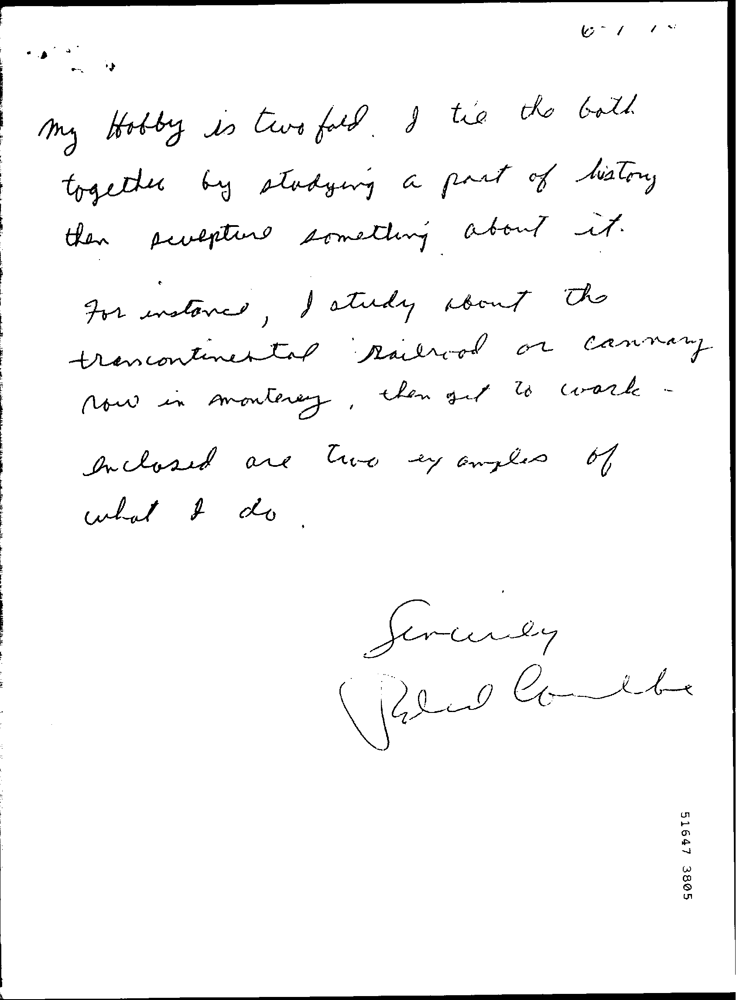 My Hobby is two fold. I tie the both
together by studying a part of history
then sculpture something about it.
For instance, I study about the
transcontinental Railroad or cannary
row in monterey, then get to work -
Enclosed are two examples of
what I do.
Sincerely
51647 3805